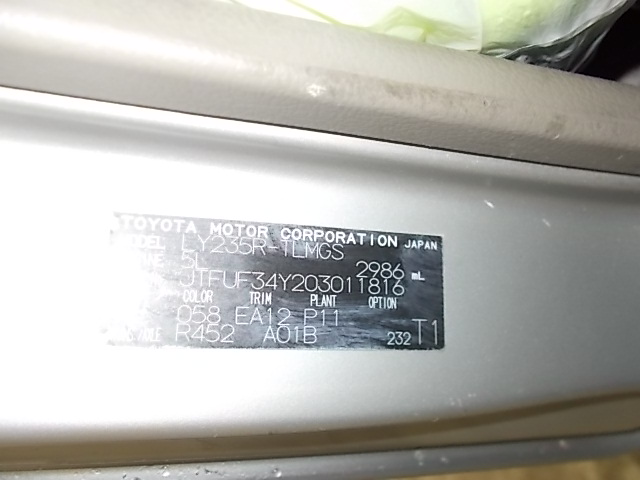 TOYOTA MOTOR CORPORATION JAPAN
MODEL LY235R-TLMGS
5L 2986 mL
JTFUF34Y203011816
COLOR TRIM PLANT OPTION
058 EA12 P11
R452 A01B 232 T1